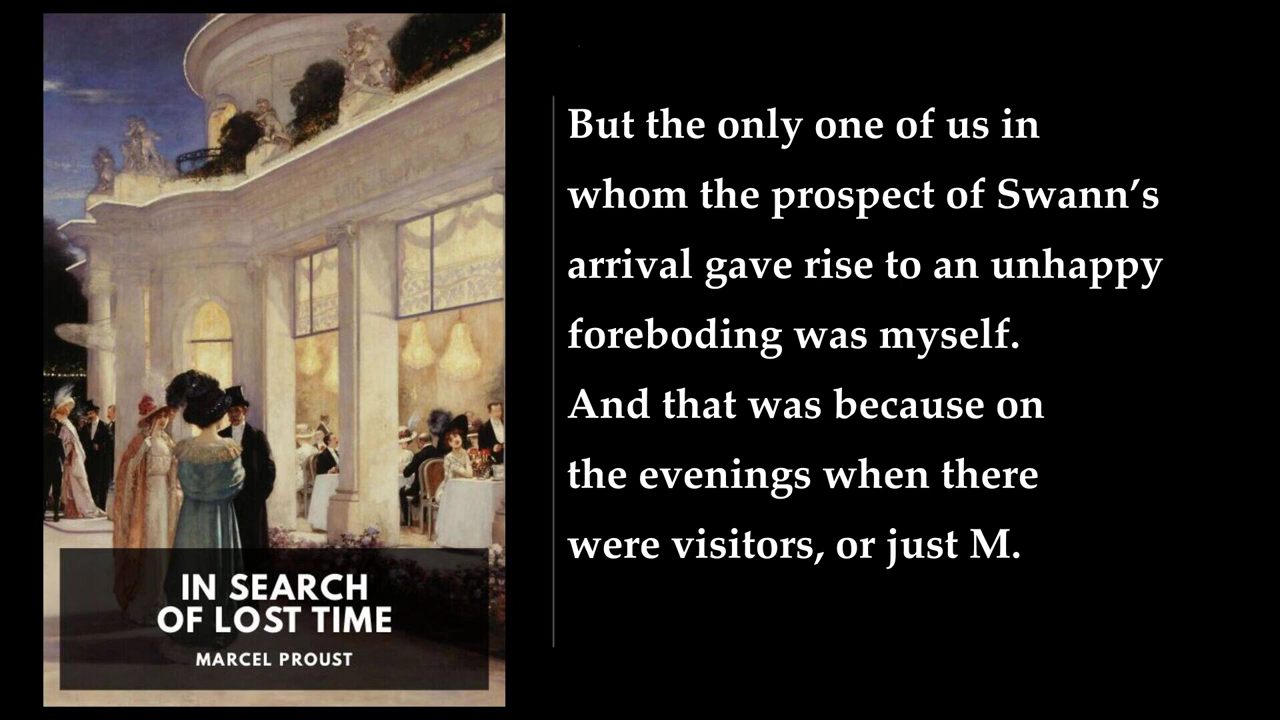 IN SEARCH
OF LOST TIME
MARCEL PROUST
But the only one of us in
whom the prospect of Swann’s
arrival gave rise to an unhappy
foreboding was myself.
And that was because on
the evenings when there
were visitors, or just M.